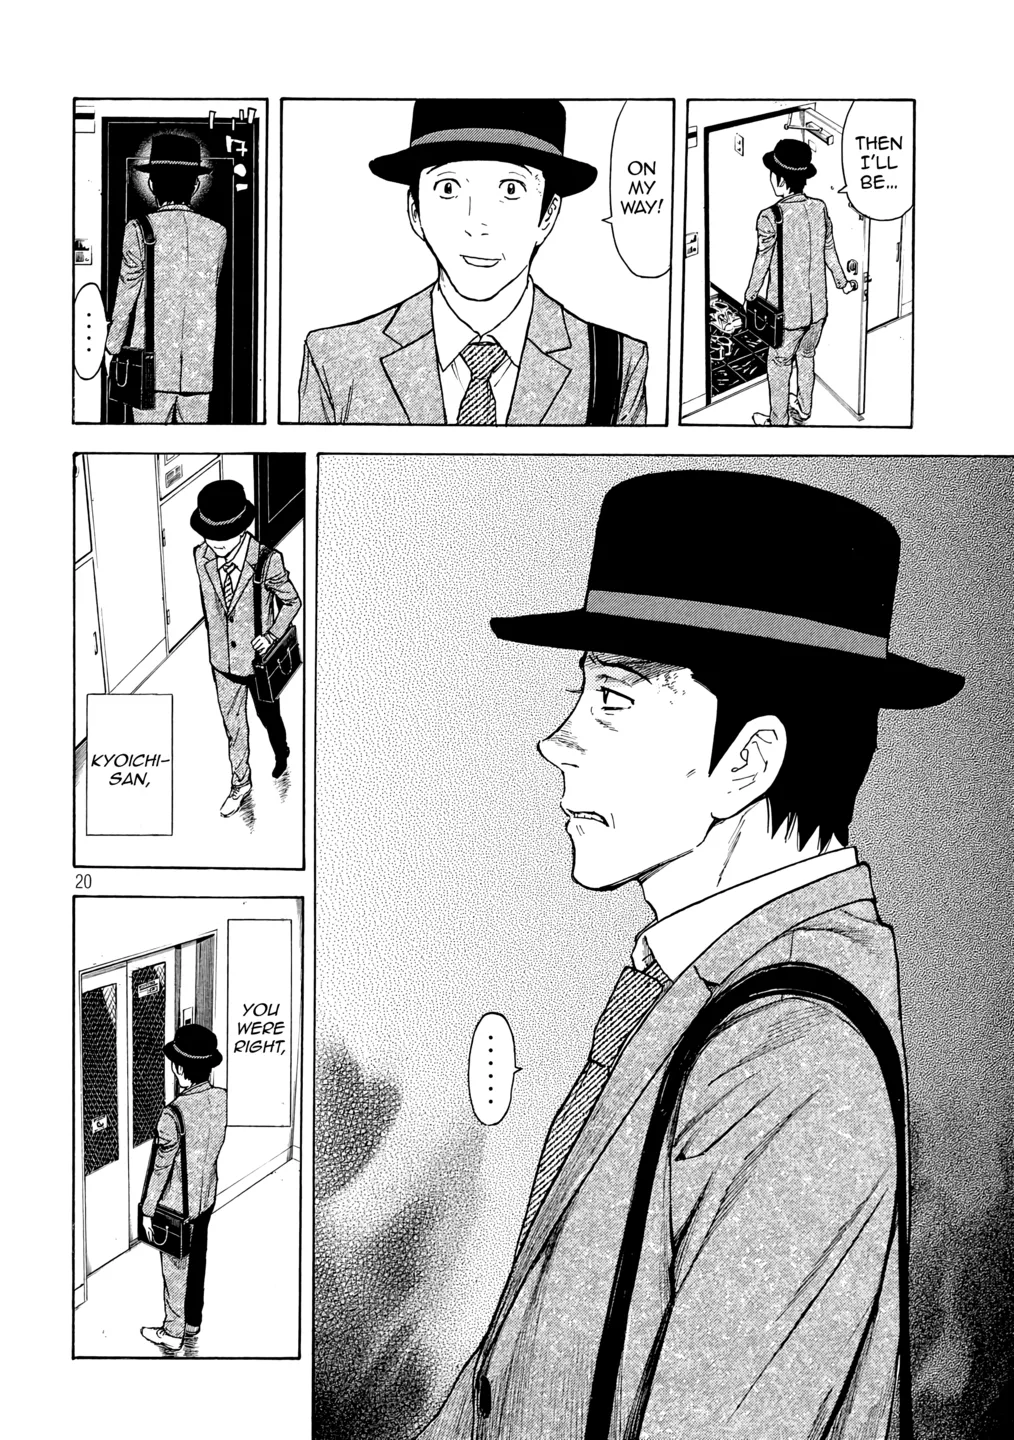 THEN
I'LL
BE...
ON
MY
WAY!
....
......
KYOICHI-
SAN,
20
YOU
WERE
RIGHT,